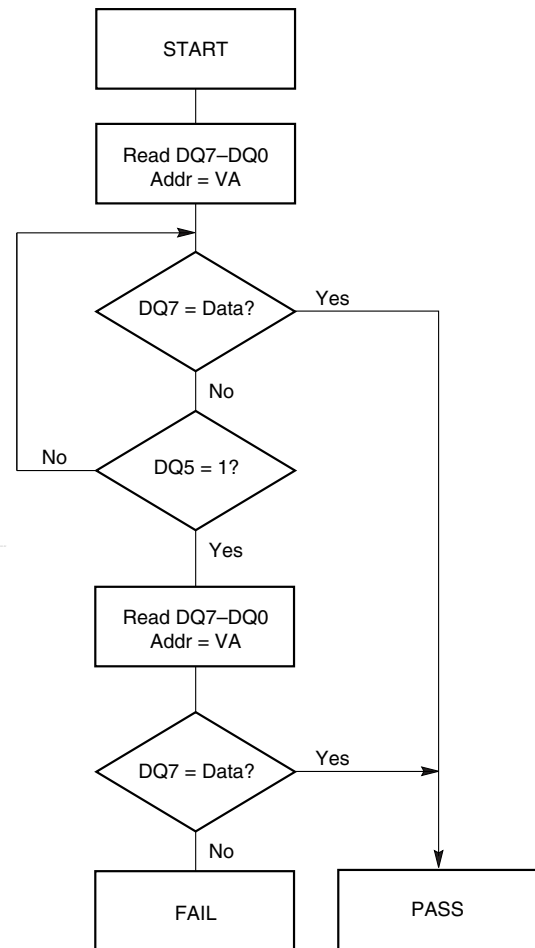 START
Read DQ7–DQ0
Addr = VA
DQ7 = Data?
Yes
No
DQ5 = 1?
No
Yes
Read DQ7–DQ0
Addr = VA
DQ7 = Data?
Yes
No
FAIL
PASS